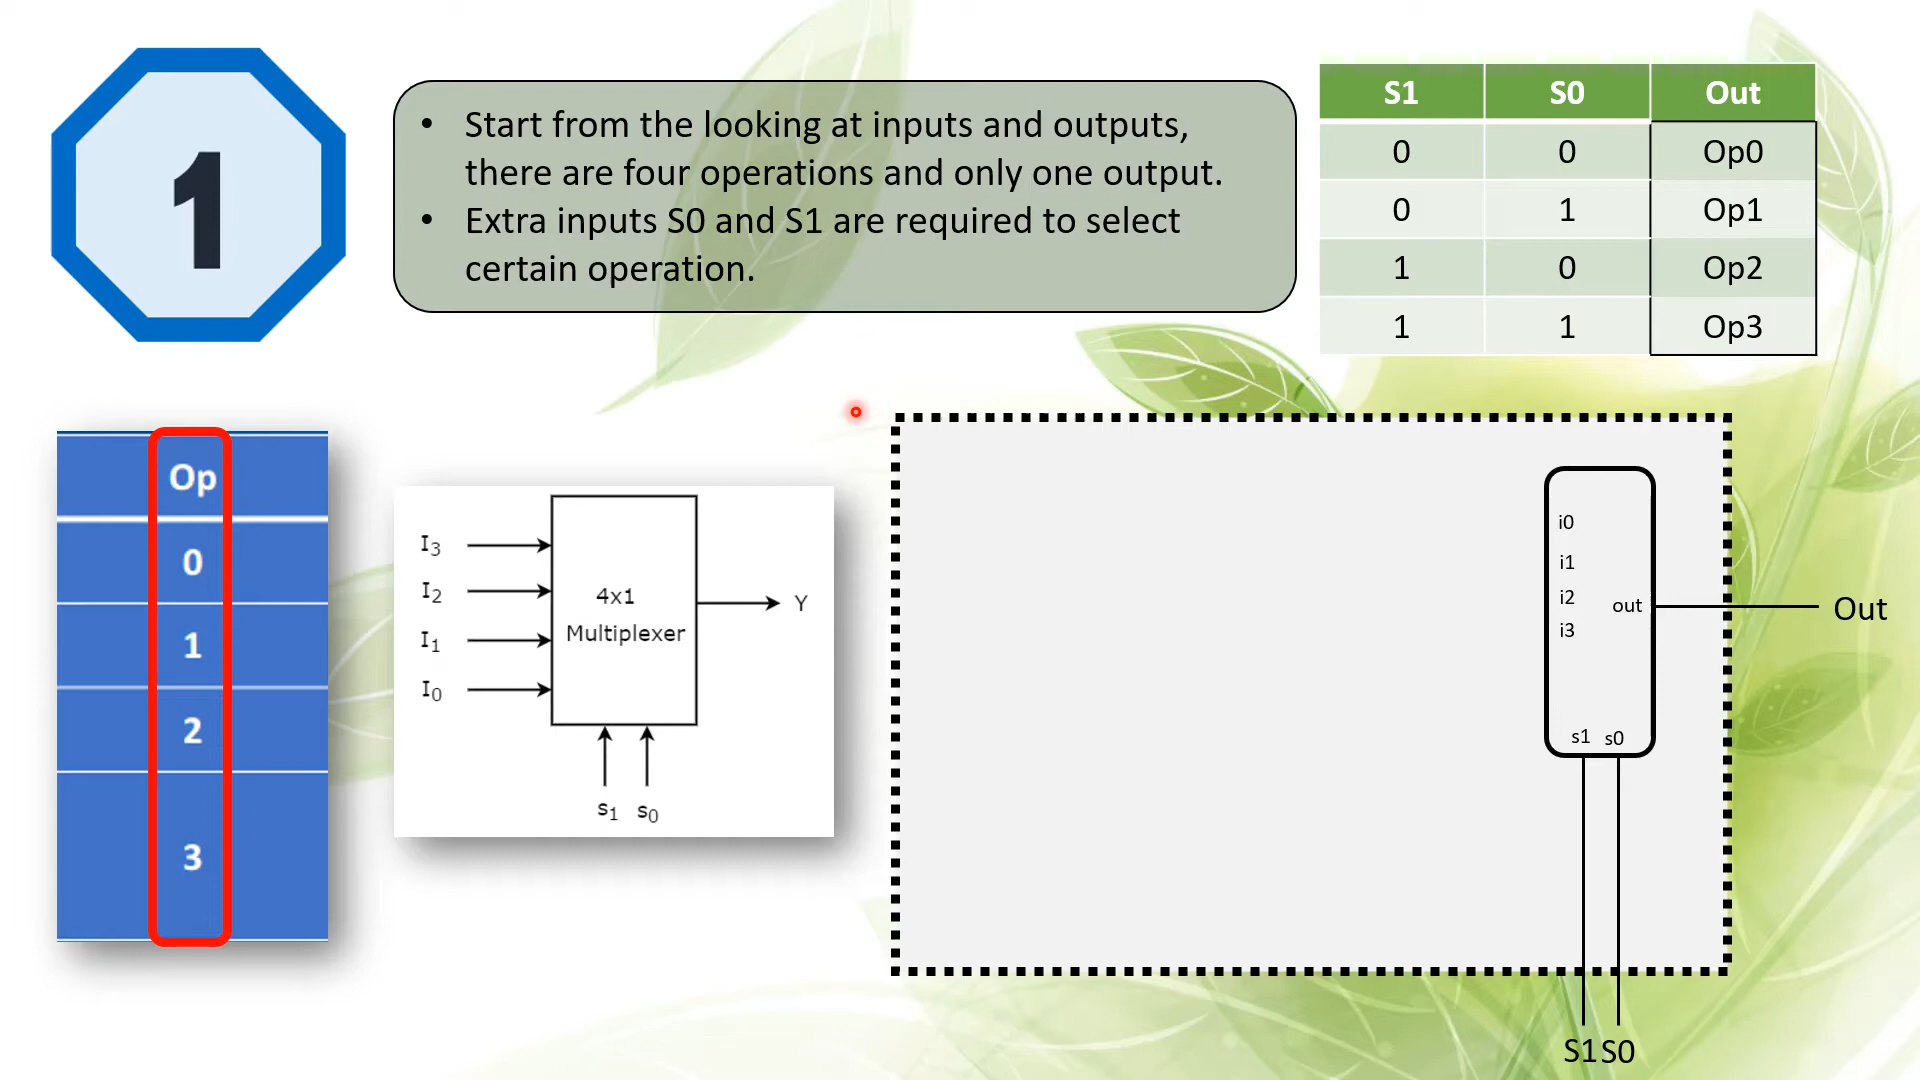 1
• Start from the looking at inputs and outputs,
there are four operations and only one output.
• Extra inputs S0 and S1 are required to select
certain operation.
S1 S0 Out
0 0 Op0
0 1 Op1
1 0 Op2
1 1 Op3
Op
0
1
2
3
I3
I2
I1
I0
4x1
Multiplexer
Y
s1 s0
i0
i1
i2
i3
out
s1 s0
Out
S1 S0